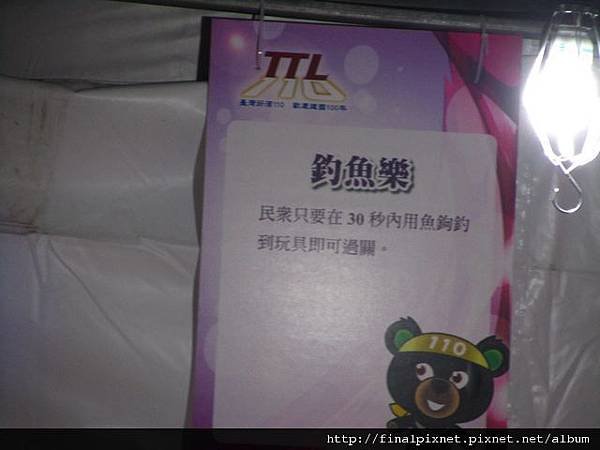 TTL
臺灣菸酒110 歡慶建國100年
釣魚樂
民眾只要在 30 秒內用魚鉤釣
到玩具即可過關。
110
http://finalpixnet.pixnet.net/album